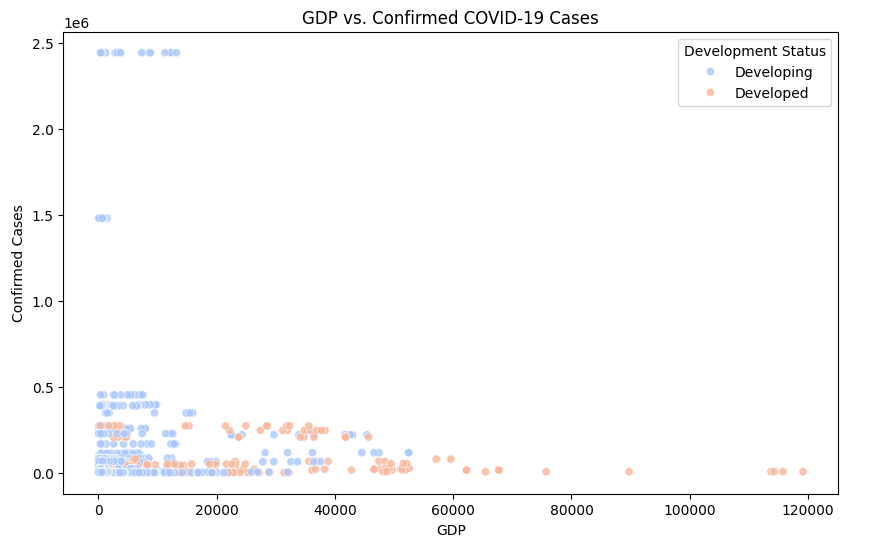 GDP vs. Confirmed COVID-19 Cases
1e6
2.5
2.0
1.5
1.0
0.5
0.0
Confirmed Cases
Development Status
Developing
Developed
0
20000
40000
60000
80000
100000
120000
GDP